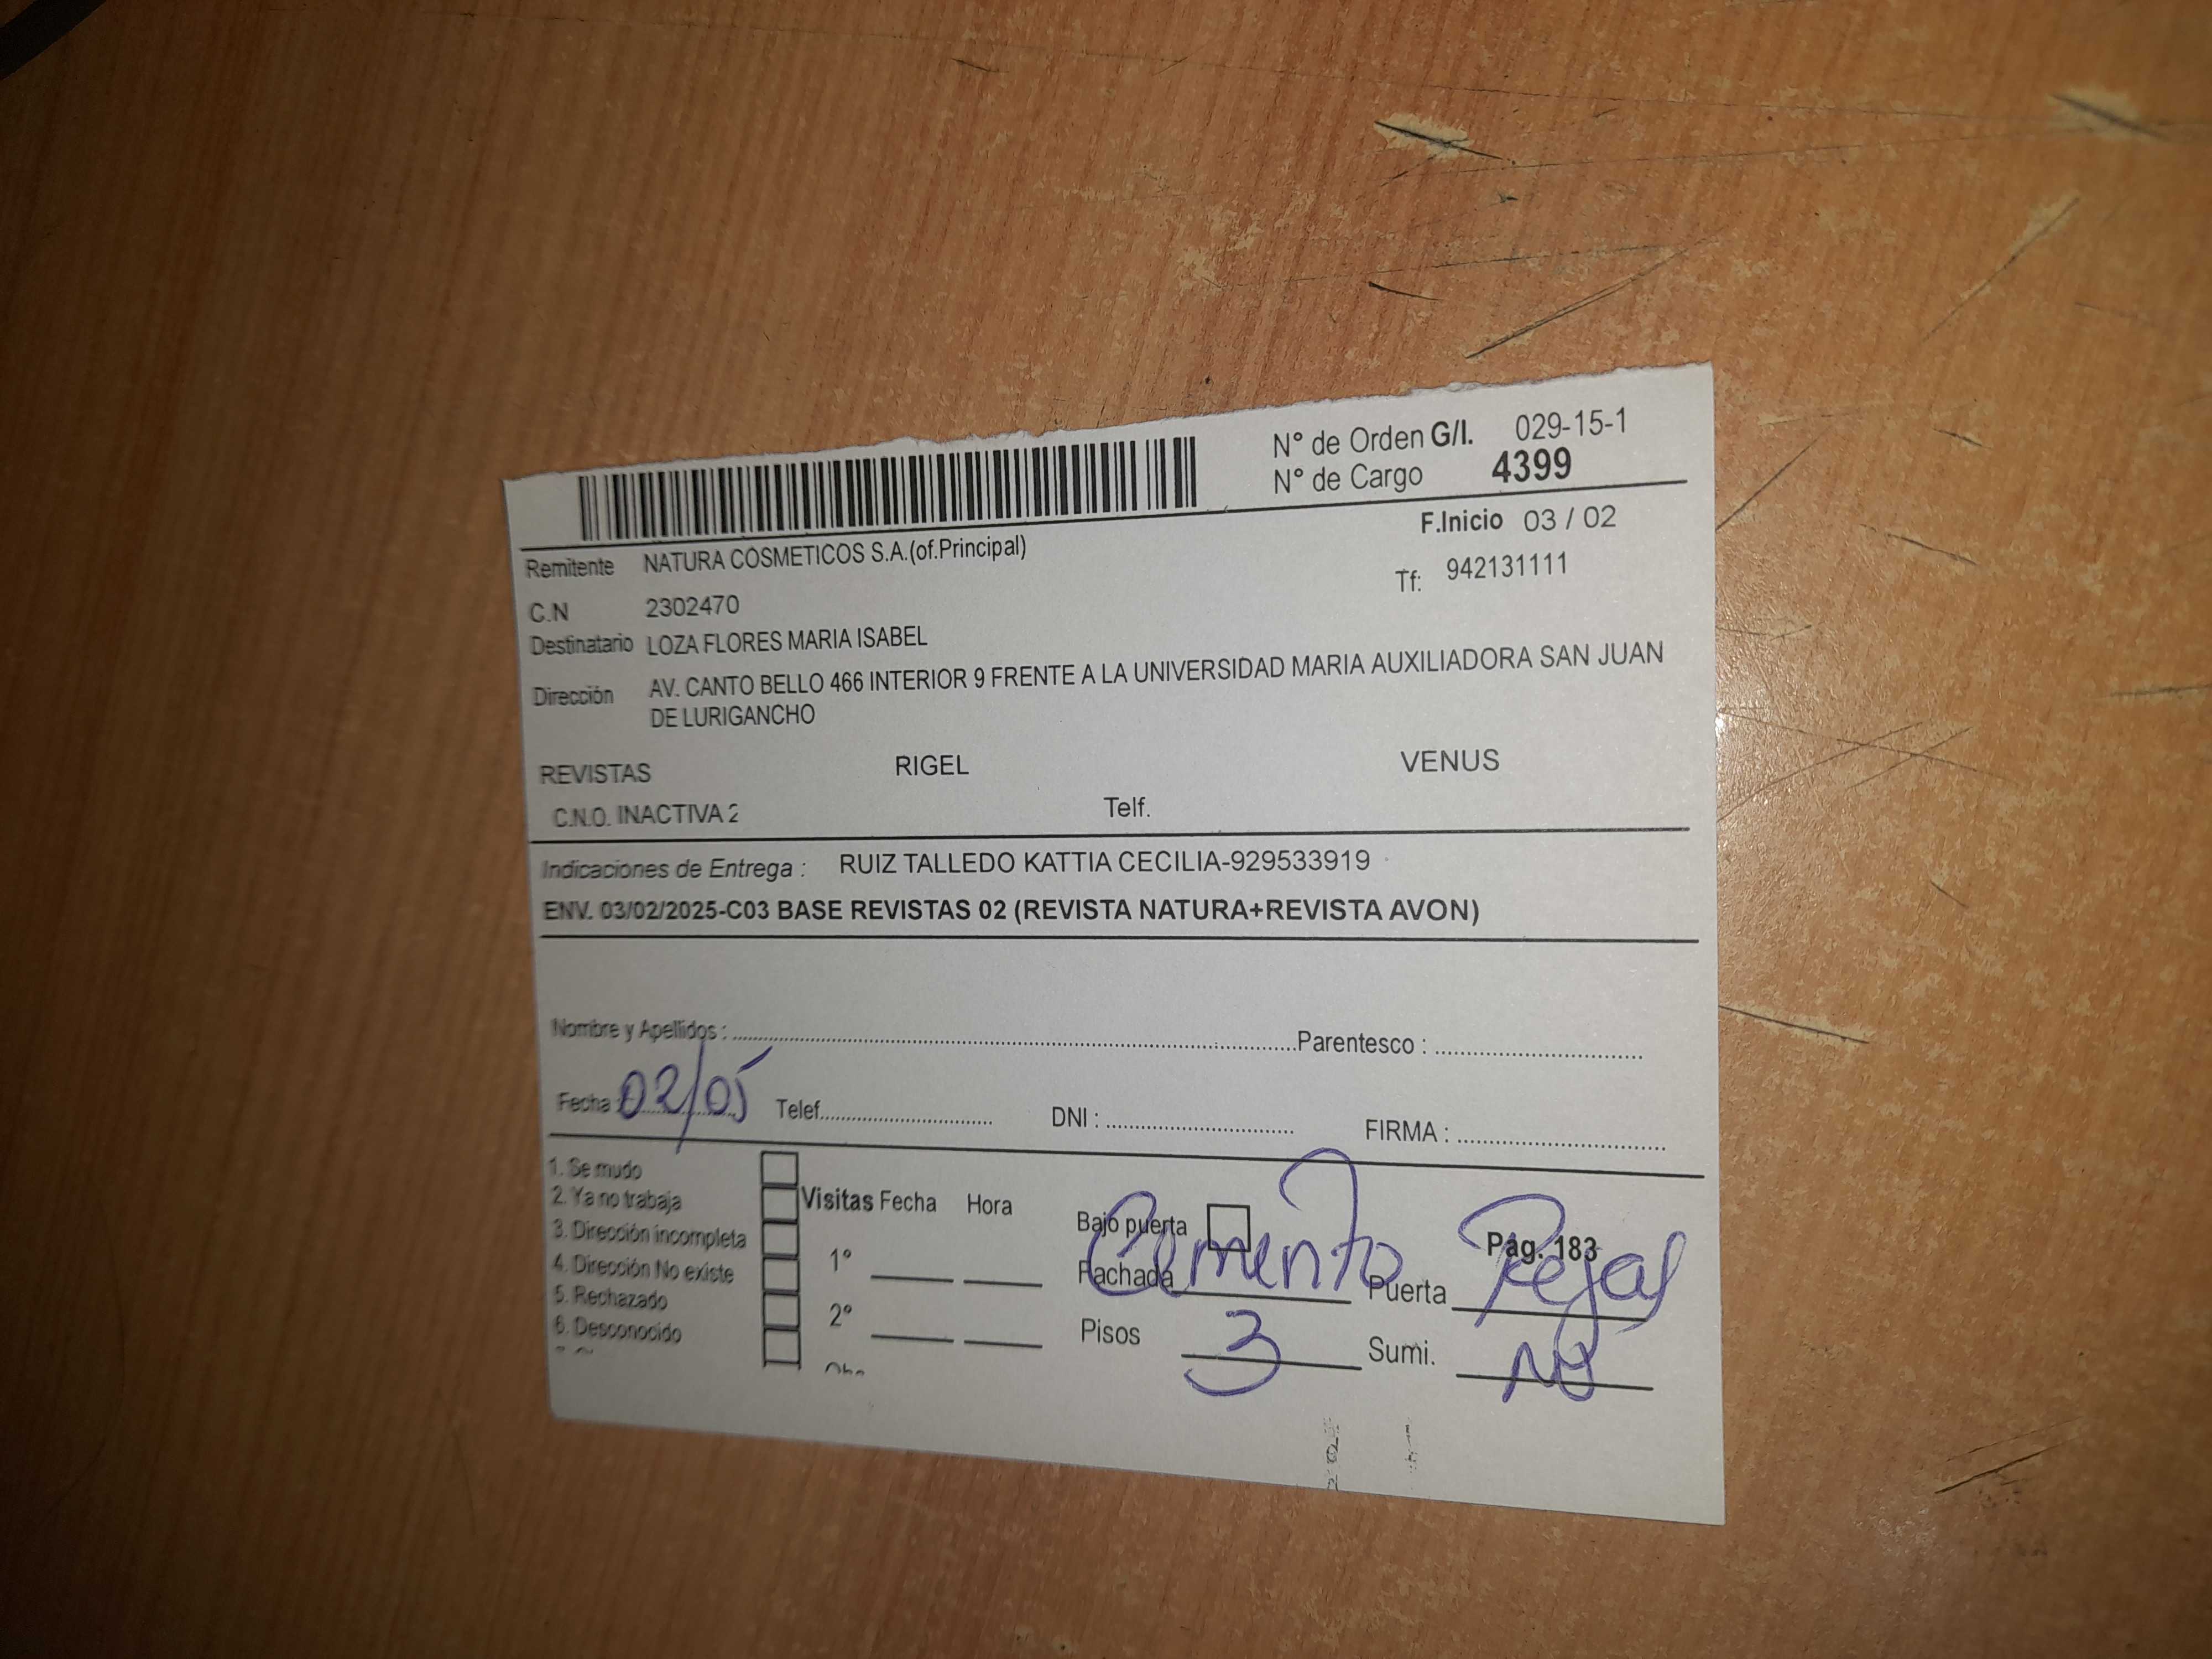 N° de Orden G/I. 029-15-1
N° de Cargo 4399
F.Inicio 03 / 02
Remitente NATURA COSMETICOS S.A.(of.Principal)
Tf: 942131111
C.N 2302470
Destinatario LOZA FLORES MARIA ISABEL
Dirección AV. CANTO BELLO 466 INTERIOR 9 FRENTE A LA UNIVERSIDAD MARIA AUXILIADORA SAN JUAN
DE LURIGANCHO
REVISTAS RIGEL VENUS
C.N.O. INACTIVA 2 Telf.
Indicaciones de Entrega : RUIZ TALLEDO KATTIA CECILIA-929533919
ENV. 03/02/2025-C03 BASE REVISTAS 02 (REVISTA NATURA+REVISTA AVON)
Nombre y Apellidos : Parentesco :
Fecha : 02/05 Telef. DNI : FIRMA :
1. Se mudo
2. Ya no trabaja
3. Dirección incompleta
4. Dirección No existe
5. Rechazado
6. Desconocido
Visitas Fecha Hora
1°
2°
Bajo puerta Pág. 183
Fachada Cemento Puerta Rejas
Pisos 3 Sumi. NO